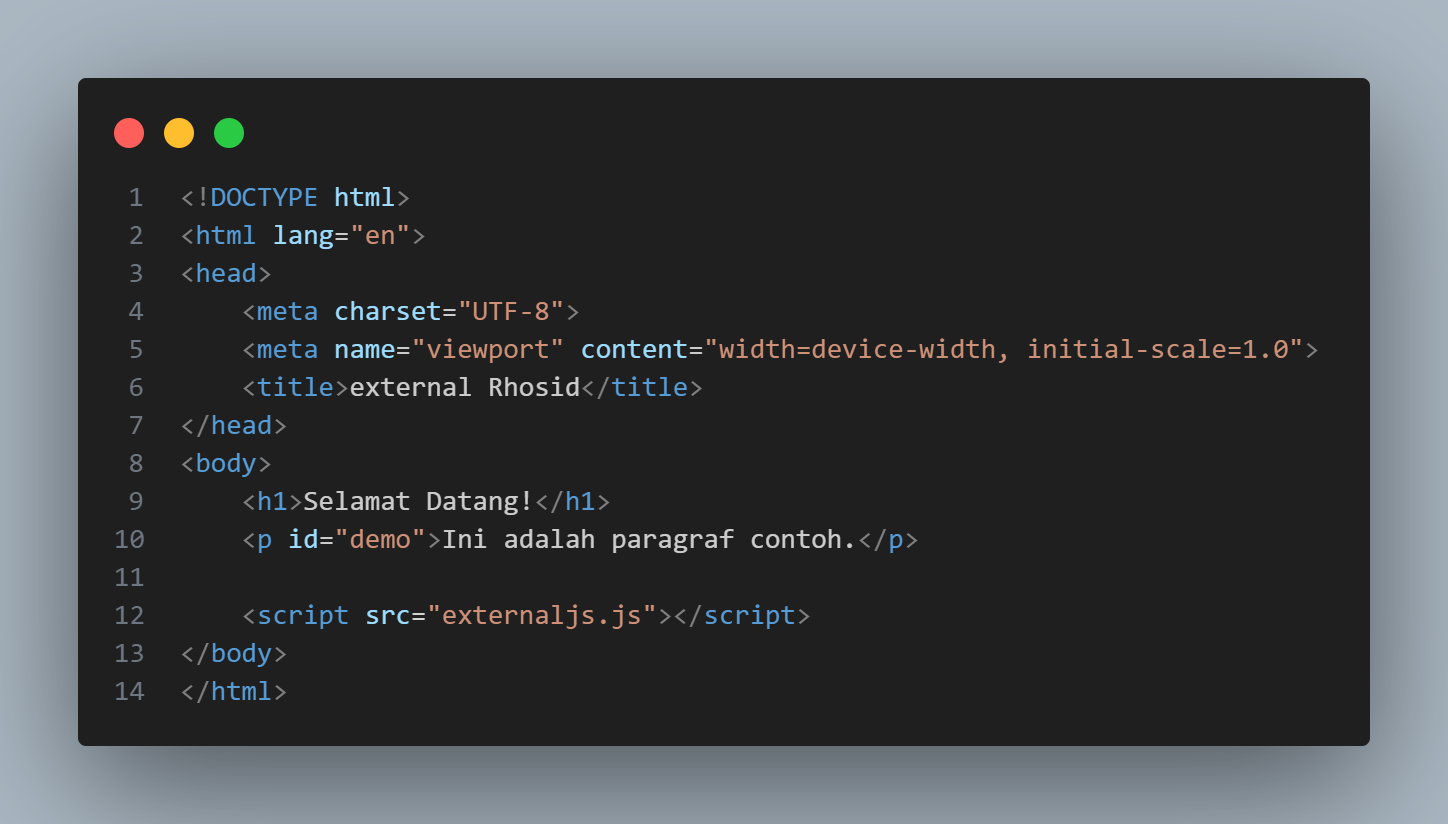 1 <!DOCTYPE html>
2 <html lang="en">
3 <head>
4     <meta charset="UTF-8">
5     <meta name="viewport" content="width=device-width, initial-scale=1.0">
6     <title>external Rhosid</title>
7 </head>
8 <body>
9     <h1>Selamat Datang!</h1>
10     <p id="demo">Ini adalah paragraf contoh.</p>
11
12     <script src="externaljs.js"></script>
13 </body>
14 </html>